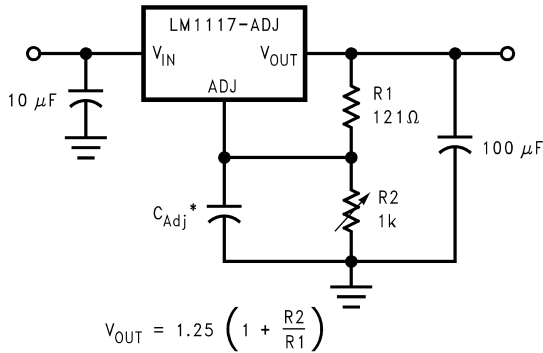 LM1117-ADJ
VIN
VOUT
ADJ
10 µF
R1
121Ω
100 µF
CAdj*
R2
1k
VOUT = 1.25 (1 + R2/R1)